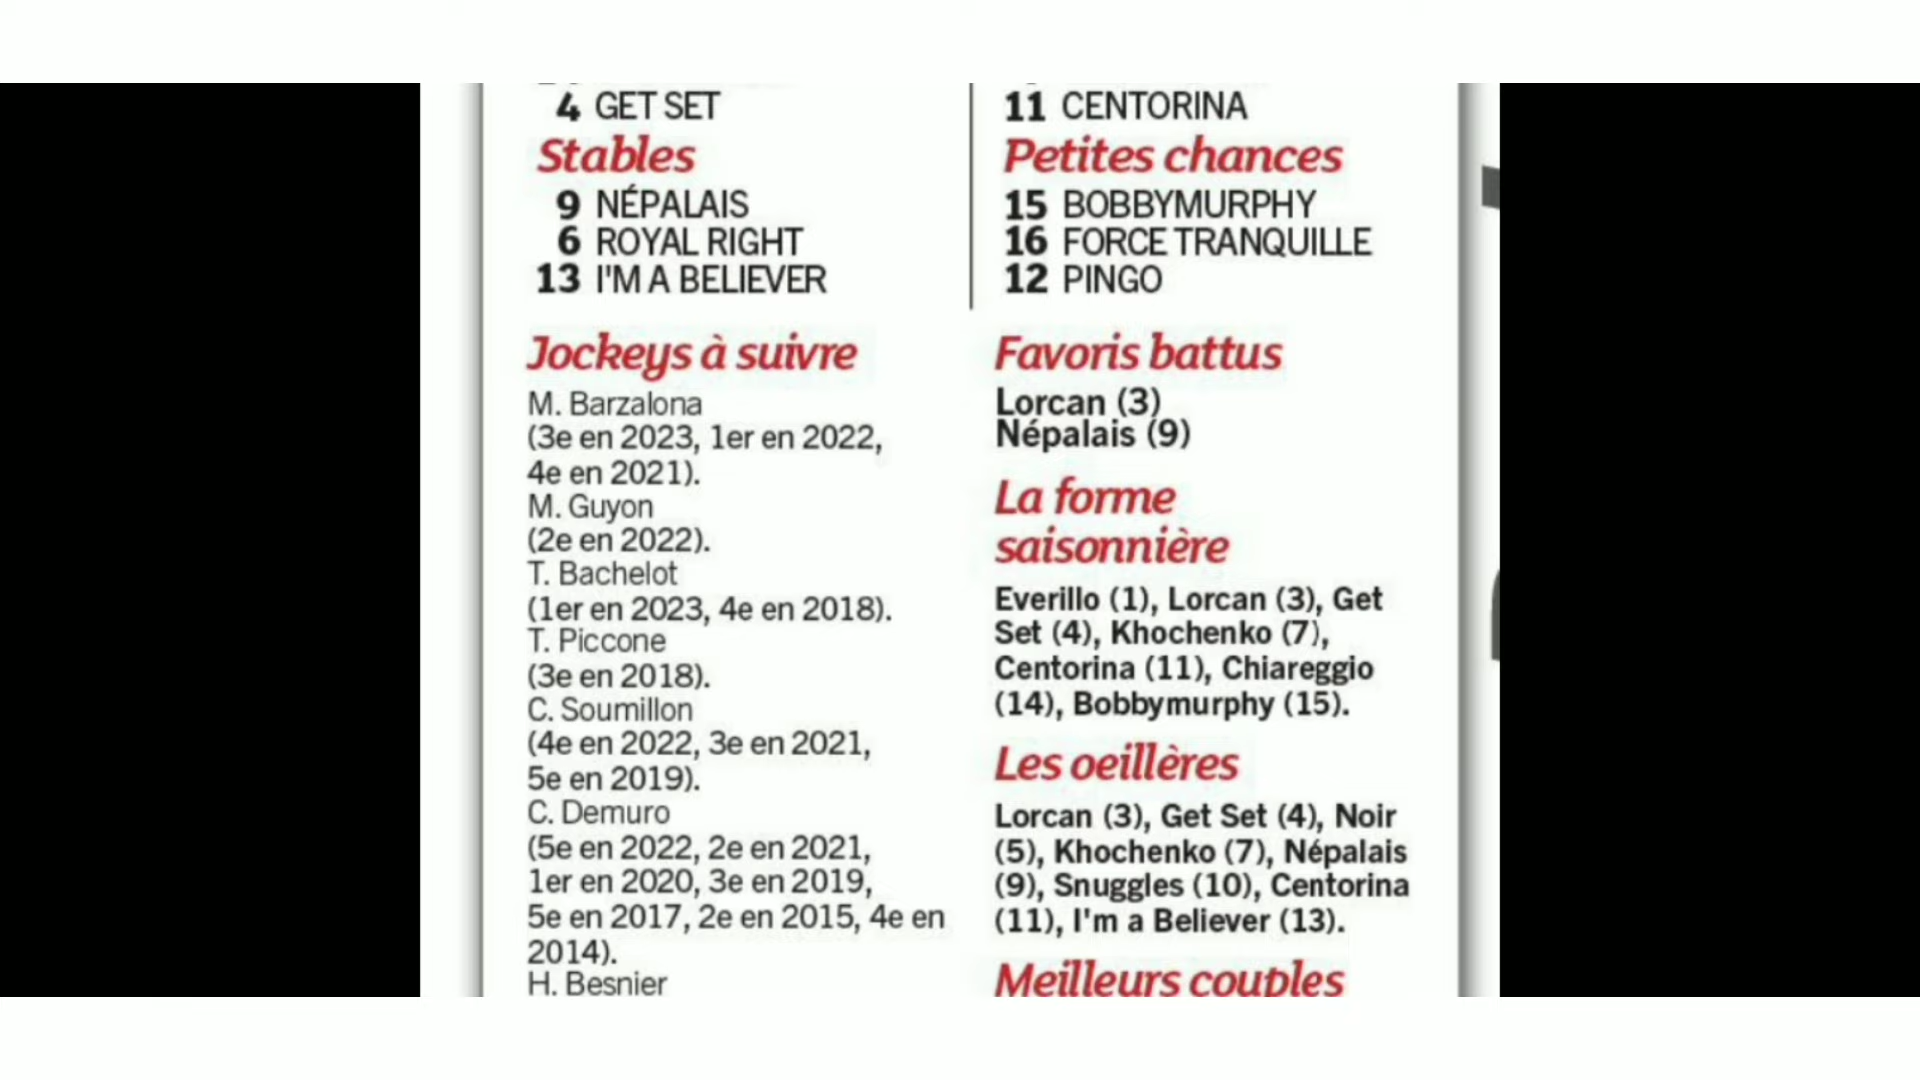 4 GET SET
Stables
9 NÉPALAIS
6 ROYAL RIGHT
13 I'M A BELIEVER
11 CENTORINA
Petites chances
15 BOBBYMURPHY
16 FORCE TRANQUILLE
12 PINGO
Jockeys à suivre
M. Barzalona
(3e en 2023, 1er en 2022,
4e en 2021).
M. Guyon
(2e en 2022).
T. Bachelot
(1er en 2023, 4e en 2018).
T. Piccone
(3e en 2018).
C. Soumillon
(4e en 2022, 3e en 2021,
5e en 2019).
C. Demuro
(5e en 2022, 2e en 2021,
1er en 2020, 3e en 2019,
5e en 2017, 2e en 2015, 4e en
2014).
H. Besnier
Favoris battus
Lorcan (3)
Népalais (9)
La forme
saisonnière
Everillo (1), Lorcan (3), Get
Set (4), Khochenko (7),
Centorina (11), Chiareggio
(14), Bobbymurphy (15).
Les oeillères
Lorcan (3), Get Set (4), Noir
(5), Khochenko (7), Népalais
(9), Snuggles (10), Centorina
(11), I'm a Believer (13).
Meilleurs couples